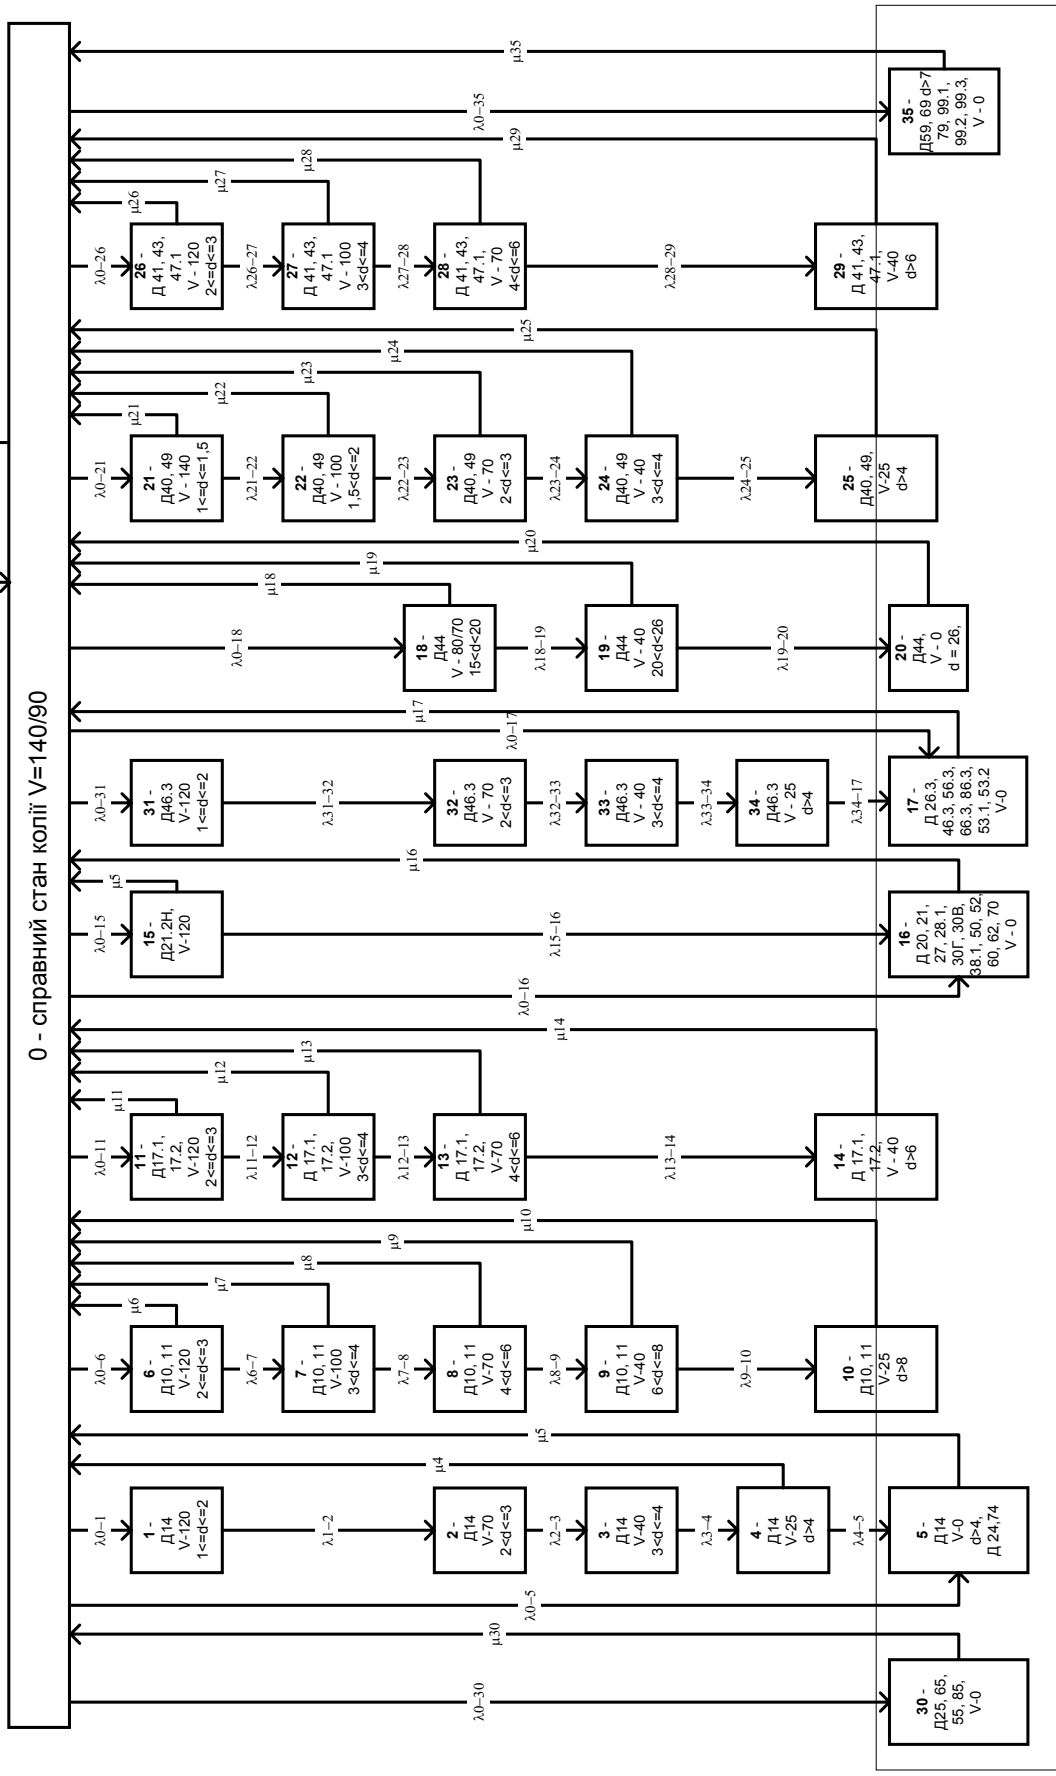 0 - справний стан колії V=140/90
λ0–30
μ30
30 -
Д25, 65,
55, 85,
V-0
λ0–5
λ0–1
1 -
Д14
V-120
1<=d<=2
λ1–2
2 -
Д14
V-70
2<d<=3
λ2–3
3 -
Д14
V-40
3<d<=4
λ3–4
4 -
Д14
V-25
d>4
λ4–5
5 -
Д14
V-0
d>4,
Д 24,74
μ4
μ5
λ0–6
6 -
Д10, 11
V-120
2<=d<=3
λ6–7
7 -
Д10, 11
V-100
3<d<=4
λ7–8
8 -
Д10, 11
V-70
4<d<=6
λ8–9
9 -
Д10, 11
V-40
6<d<=8
λ9–10
10 -
Д10, 11
V-25
d>8
μ6
μ7
μ8
μ9
μ10
λ0–11
11 -
Д17.1,
17.2,
V-120
2<=d<=3
λ11–12
12 -
Д 17.1,
17.2,
V-100
3<d<=4
λ12–13
13 -
Д 17.1,
17.2,
V-70
4<d<=6
λ13–14
14 -
Д 17.1,
17.2,
V - 40
d>6
μ11
μ12
μ13
μ14
λ0–16
λ0–15
15 -
Д21.2Н,
V-120
λ15–16
16 -
Д 20, 21,
27, 28.1,
30Г, 30В,
38.1, 50, 52,
60, 62, 70
V - 0
μ5
μ16
λ0–31
31 -
Д46.3
V-120
1<=d<=2
λ31–32
32 -
Д46.3
V - 70
2<d<=3
λ32–33
33 -
Д46.3
V - 40
3<d<=4
λ33–34
34 -
Д46.3
V - 25
d>4
λ34–17
17 -
Д 26.3,
46.3, 56.3,
66.3, 86.3,
53.1, 53.2
V-0
λ0–17
μ17
λ0–18
18 -
Д44
V - 80/70
15<d<20
λ18–19
19 -
Д44
V - 40
20<d<26
λ19–20
20 -
Д44,
V - 0
d = 26,
μ18
μ19
μ20
λ0–21
21 -
Д40, 49
V - 140
1<=d<=1,5
λ21–22
22 -
Д40, 49
V - 100
1,5<d<=2
λ22–23
23 -
Д40, 49
V - 70
2<d<=3
λ23–24
24 -
Д40, 49
V - 40
3<d<=4
λ24–25
25 -
Д40, 49,
V-25
d>4
μ21
μ22
μ23
μ24
μ25
λ0–26
26 -
Д 41, 43,
47.1
V - 120
2<=d<=3
λ26–27
27 -
Д 41, 43,
47.1
V - 100
3<d<=4
λ27–28
28 -
Д 41, 43,
47.1,
V - 70
4<d<=6
λ28–29
29 -
Д 41, 43,
47.1,
V-40
d>6
μ26
μ27
μ28
μ29
λ0–35
35 -
Д59, 69 d>7
79, 99.1,
99.2, 99.3,
V - 0
μ35